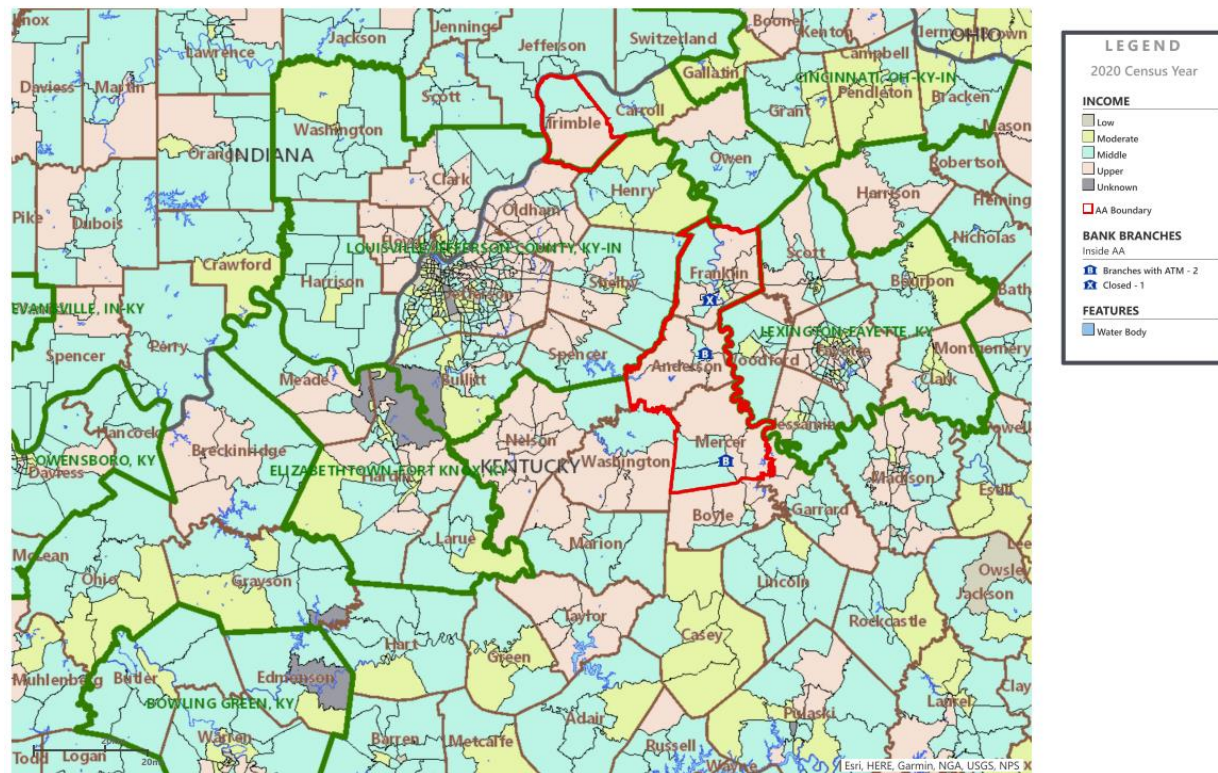 Knox
Lawrence
Jackson
Jennings
Jefferson
Switzerland
Boone
Kenton
Clermont
Brown
OHIO
Daviess
Martin
Scott
Gallatin
Campbell
CINCINNATI, OH-KY-IN
Pendleton
Bracken
Washington
Trimble
Carroll
Grant
Mason
Orange
INDIANA
Owen
Robertson
Clark
Henry
Harrison
Fleming
Pike
Dubois
Oldham
Nicholas
LOUISVILLE/JEFFERSON COUNTY, KY-IN
Scott
Crawford
Harrison
Shelby
Franklin
Bourbon
Bath
EVANSVILLE, IN-KY
Jefferson
LEXINGTON-FAYETTE, KY
Spencer
Perry
Spencer
Anderson
Woodford
Fayette
Montgomery
Meade
Bullitt
Clark
Hancock
Jessamine
Powell
Breckinridge
Nelson
Mercer
OWENSBORO, KY
Daviess
ELIZABETHTOWN-FORT KNOX, KY
KENTUCKY
Washington
Madison
Hardin
Estill
Boyle
Garrard
McLean
Larue
Marion
Lee
Ohio
Grayson
Lincoln
Owsley
Jackson
Taylor
Rockcastle
Hart
Casey
Green
Muhlenberg
Butler
Edmonson
Clay
BOWLING GREEN, KY
Adair
Pulaski
Laurel
Warren
Barren
Metcalfe
Russell
Todd
Logan
Wayne
Esri, HERE, Garmin, NGA, USGS, NPS
LEGEND
2020 Census Year
INCOME
Low
Moderate
Middle
Upper
Unknown
AA Boundary
BANK BRANCHES
Inside AA
Branches with ATM - 2
Closed - 1
FEATURES
Water Body